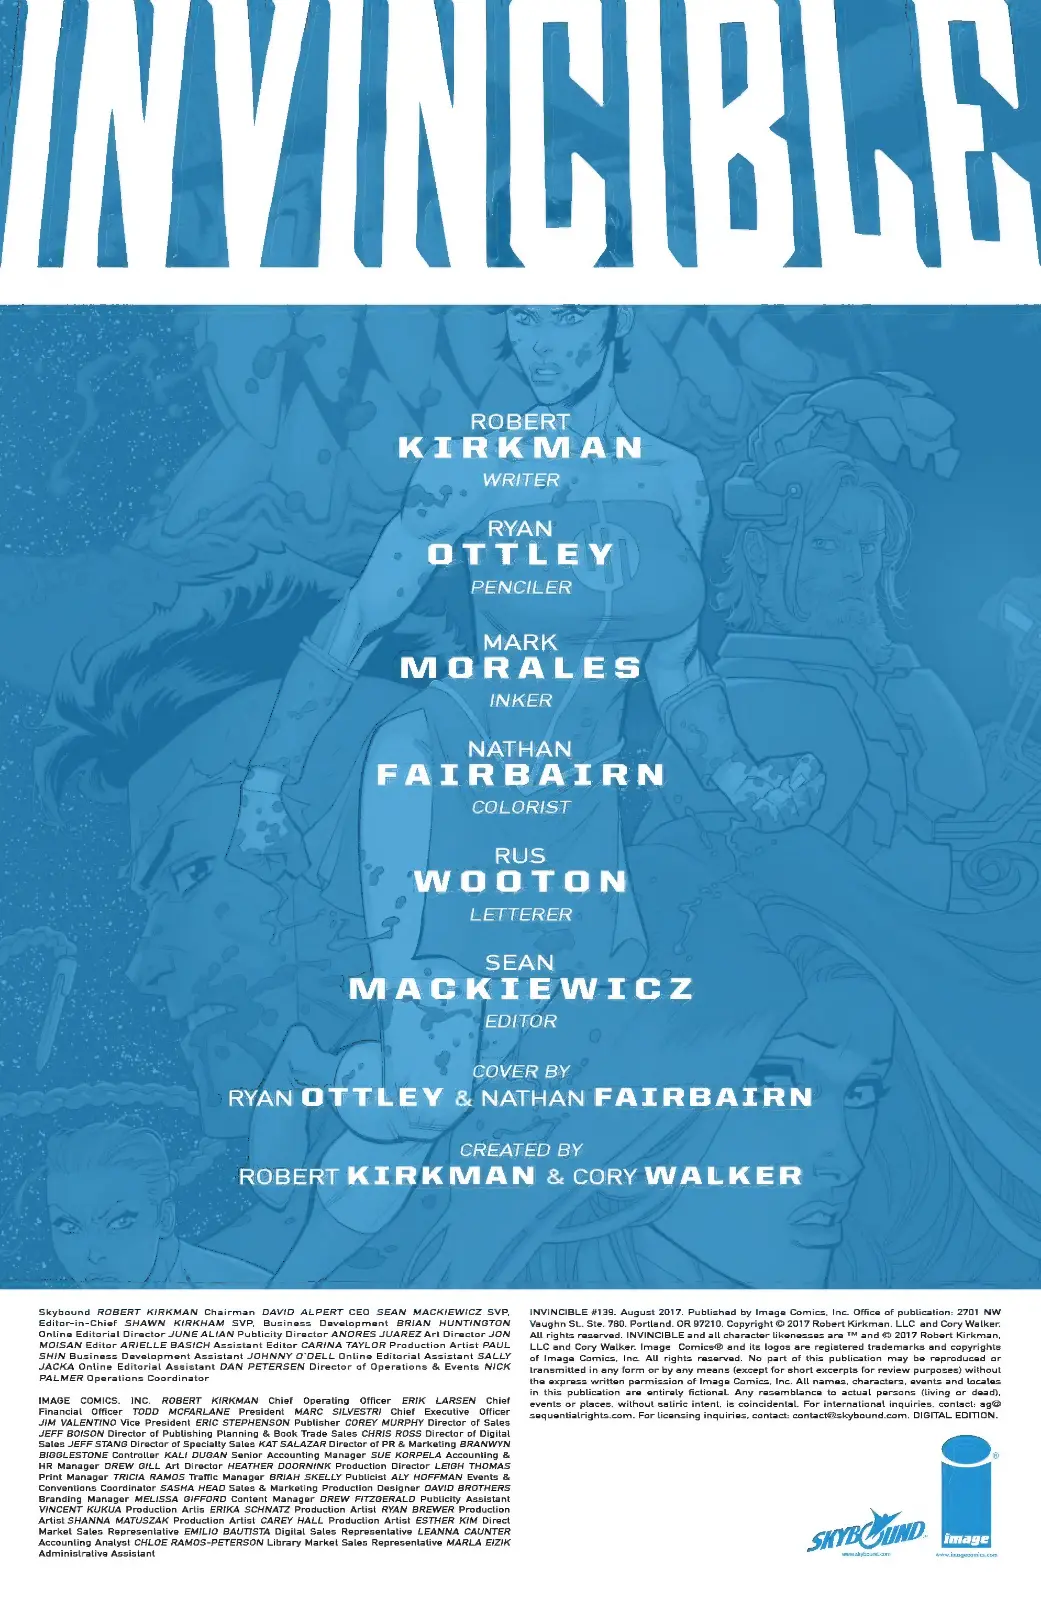 INVINCIBLE
ROBERT
KIRKMAN
WRITER
RYAN
OTTLEY
PENCILER
MARK
MORALES
INKER
NATHAN
FAIRBAIRN
COLORIST
RUS
WOOTON
LETTERER
SEAN
MACKIEWICZ
EDITOR
COVER BY
RYAN OTTLEY & NATHAN FAIRBAIRN
CREATED BY
ROBERT KIRKMAN & CORY WALKER
Skybound ROBERT KIRKMAN Chairman DAVID ALPERT CEO SEAN MACKIEWICZ SVP,
Editor-in-Chief SHAWN KIRKHAM SVP, Business Development BRIAN HUNTINGTON
Online Editorial Director JUNE ALIAN Publicity Director ANDRES JUAREZ Art Director JON
MOISAN Editor ARIELLE BASICH Assistant Editor CARINA TAYLOR Production Artist PAUL
SHIN Business Development Assistant JOHNNY O'DELL Online Editorial Assistant SALLY
JACKA Online Editorial Assistant DAN PETERSEN Director of Operations & Events NICK
PALMER Operations Coordinator
IMAGE COMICS, INC. ROBERT KIRKMAN Chief Operating Officer ERIK LARSEN Chief
Financial Officer TODD MCFARLANE President MARC SILVESTRI Chief Executive Officer
JIM VALENTINO Vice President ERIC STEPHENSON Publisher COREY MURPHY Director of Sales
JEFF BOISON Director of Publishing Planning & Book Trade Sales CHRIS ROSS Director of Digital
Sales JEFF STANG Director of Specialty Sales KAT SALAZAR Director of PR & Marketing BRANWYN
BIGGLESTONE Controller KALI DUGAN Senior Accounting Manager SUE KORPELA Accounting &
HR Manager DREW GILL Art Director HEATHER DOORNINK Production Director LEIGH THOMAS
Print Manager TRICIA RAMOS Traffic Manager BRIAH SKELLY Publicist ALY HOFFMAN Events &
Conventions Coordinator SASHA HEAD Sales & Marketing Production Designer DAVID BROTHERS
Branding Manager MELISSA GIFFORD Content Manager DREW FITZGERALD Publicity Assistant
VINCENT KUKUA Production Artis ERIKA SCHNATZ Production Artist RYAN BREWER Production
Artist SHANNA MATUSZAK Production Artist CAREY HALL Production Artist ESTHER KIM Direct
Market Sales Representative EMILIO BAUTISTA Digital Sales Representative LEANNA CAUNTER
Accounting Analyst CHLOE RAMOS-PETERSON Library Market Sales Representative MARLA EIZIK
Administrative Assistant
INVINCIBLE #139. August 2017. Published by Image Comics, Inc. Office of publication: 2701 NW
Vaughn St., Ste. 780, Portland, OR 97210. Copyright © 2017 Robert Kirkman, LLC and Cory Walker.
All rights reserved. INVINCIBLE and all character likenesses are ™ and © 2017 Robert Kirkman,
LLC and Cory Walker. Image Comics® and its logos are registered trademarks and copyrights
of Image Comics, Inc. All rights reserved. No part of this publication may be reproduced or
transmitted in any form or by any means (except for short excerpts for review purposes) without
the express written permission of Image Comics, Inc. All names, characters, events and locales
in this publication are entirely fictional. Any resemblance to actual persons (living or dead),
events or places, without satiric intent, is coincidental. For international inquiries, contact: ag@
sequentialrights.com. For licensing inquiries, contact: contact@skybound.com. DIGITAL EDITION.
SKYBOUND
www.skybound.com
image ®
www.imagecomics.com